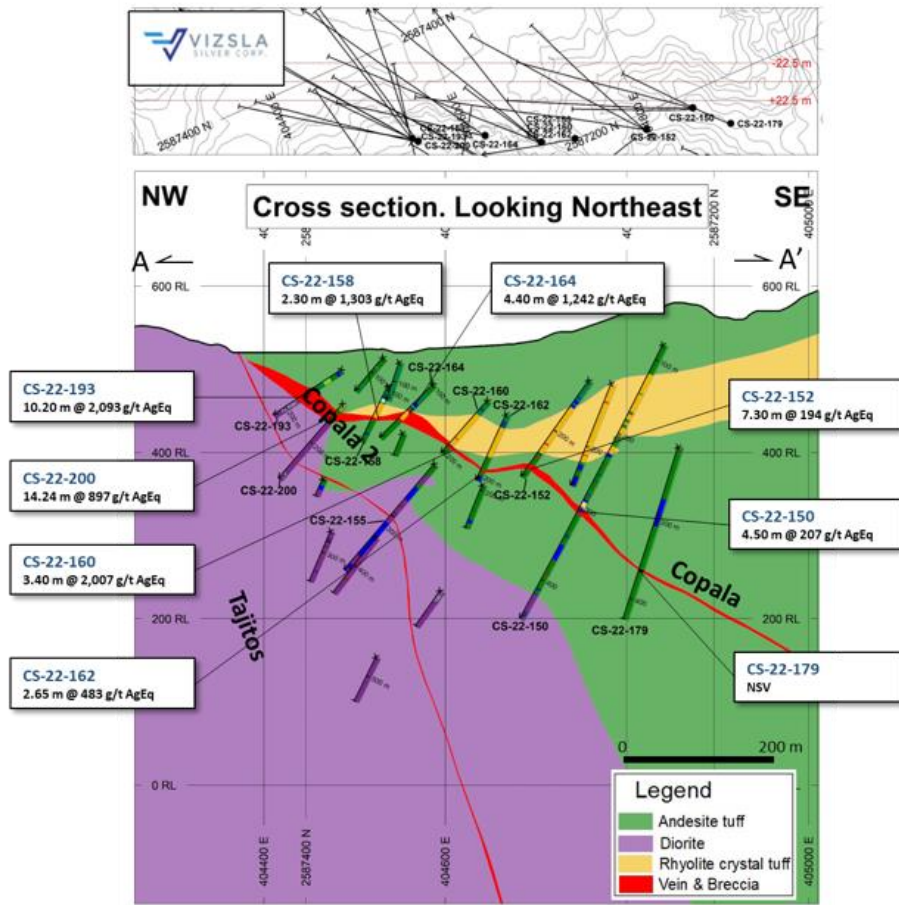 VIZSLA
SILVER CORP.
2587400 N
-22.5 m
+22.5 m
404400 E
CS-22-150
CS-22-179
CS-22-152
CS-22-164
CS-22-200
CS-22-162
2587400 N
2587200 N
NW
Cross section. Looking Northeast
SE
2587200 N
405000 E
A
A'
CS-22-158
2.30 m @ 1,303 g/t AgEq
CS-22-164
4.40 m @ 1,242 g/t AgEq
600 RL
600 RL
CS-22-193
10.20 m @ 2,093 g/t AgEq
CS-22-164
CS-22-160
CS-22-162
CS-22-152
7.30 m @ 194 g/t AgEq
Copala 2
CS-22-193
400 RL
400 RL
CS-22-158
CS-22-200
14.24 m @ 897 g/t AgEq
CS-22-200
CS-22-152
CS-22-155
CS-22-150
4.50 m @ 207 g/t AgEq
CS-22-160
3.40 m @ 2,007 g/t AgEq
Copala
Tajitos
200 RL
200 RL
CS-22-150
CS-22-179
CS-22-162
2.65 m @ 483 g/t AgEq
CS-22-179
NSV
0 200 m
0 RL
Legend
Andesite tuff
Diorite
Rhyolite crystal tuff
Vein & Breccia
404400 E
2587400 N
404600 E
405000 E